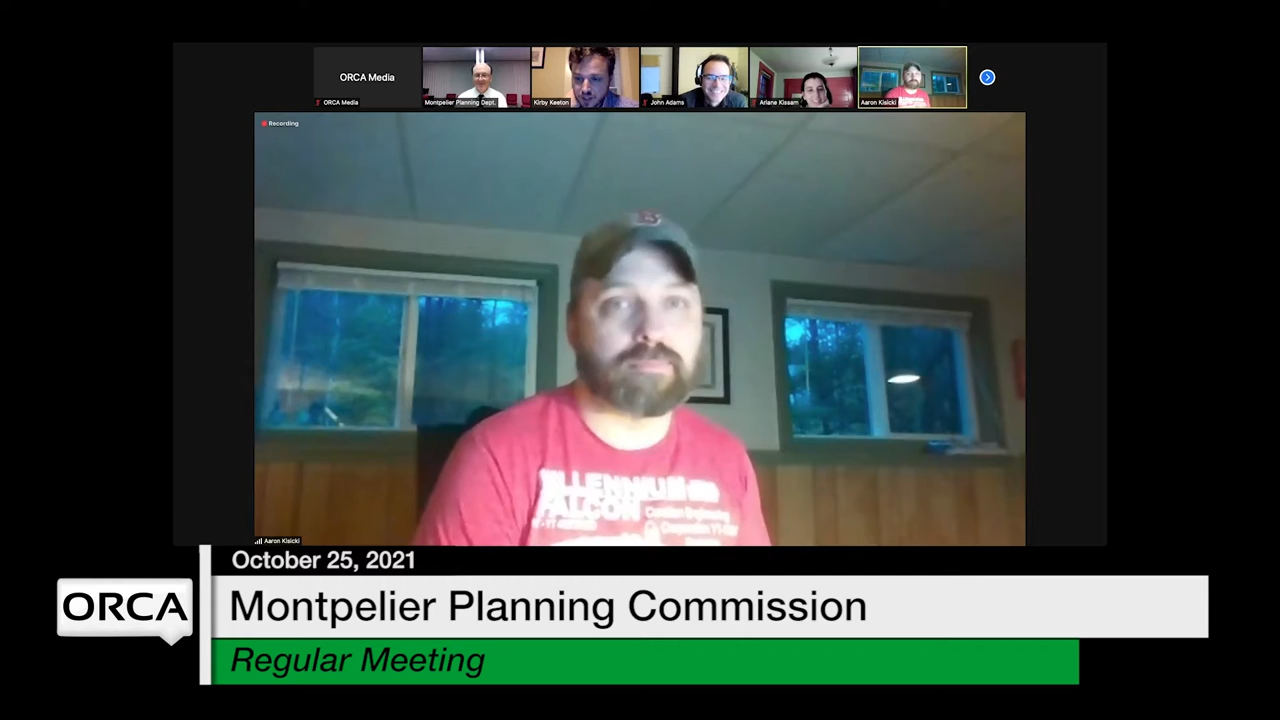 ORCA Media
ORCA Media
Montpelier Planning Dept.
Kirby Keeton
John Adams
Ariane Kissam
Aaron Kisicki
Recording
B
FALCON
Aaron Kisicki
October 25, 2021
ORCA
Montpelier Planning Commission
Regular Meeting